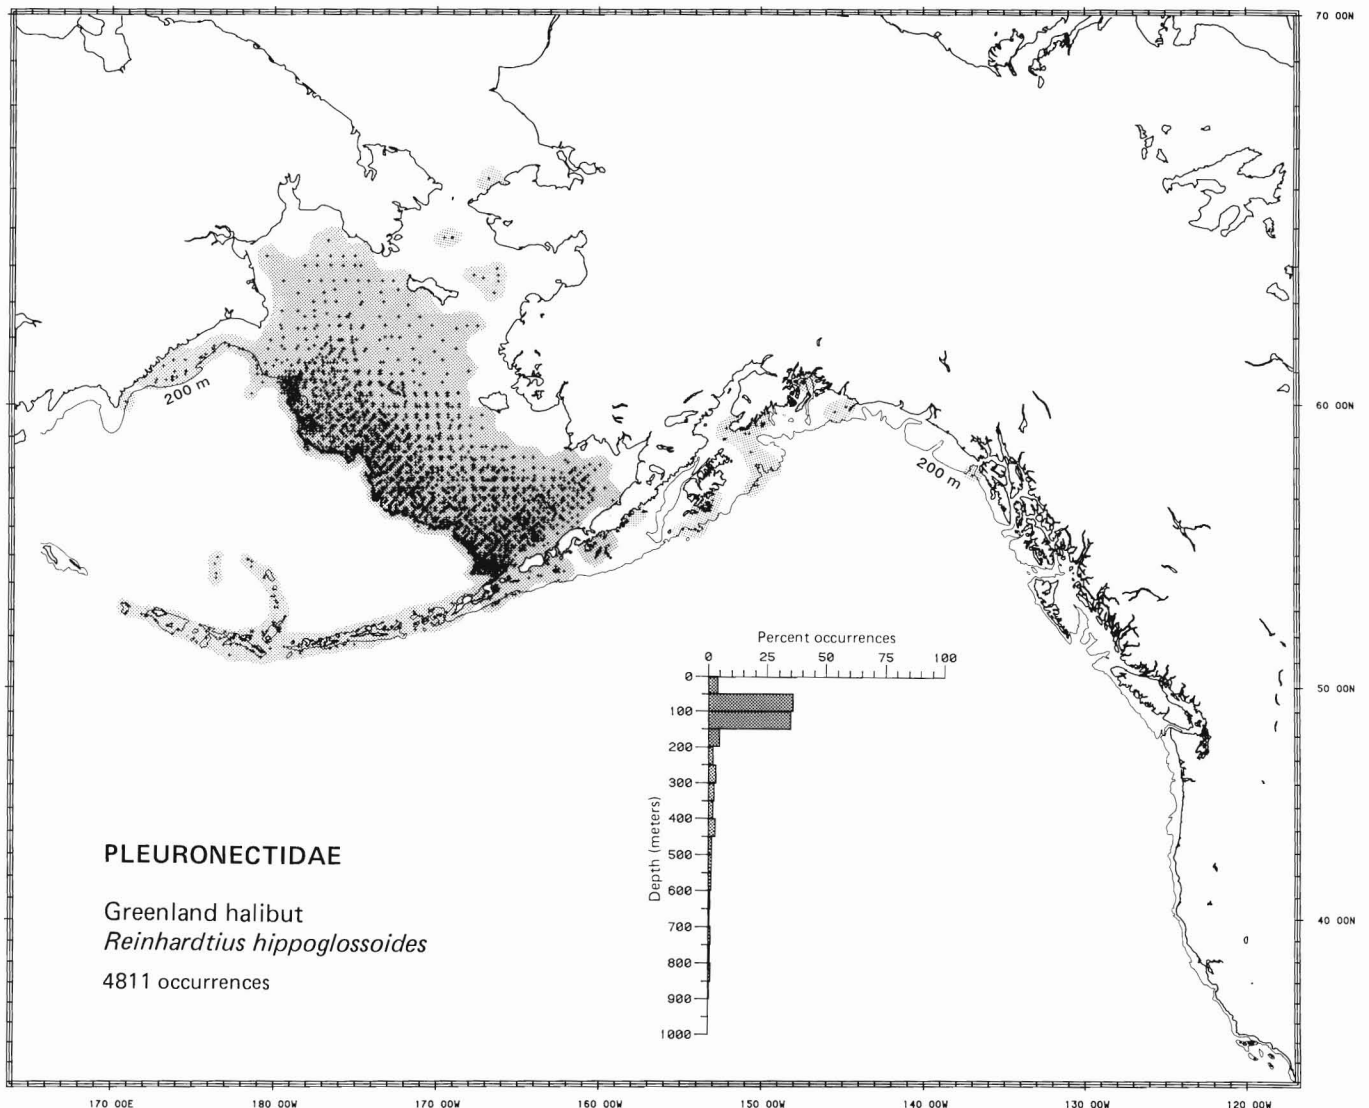 70 00N
200 m
60 00N
200 m
Percent occurrences
0 25 50 75 100
0
50 00N
100
200
300
400
Depth (meters)
500
600
700
800
900
1000
PLEURONECTIDAE
Greenland halibut
Reinhardtius hippoglossoides
40 00N
4811 occurrences
170 00E 180 00W 170 00W 160 00W 150 00W 140 00W 130 00W 120 00W